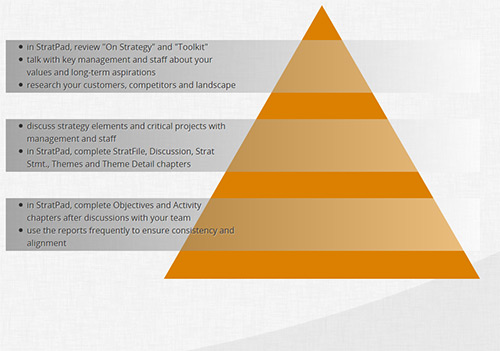 • in StratPad, review "On Strategy" and "Toolkit"
• talk with key management and staff about your
values and long-term aspirations
• research your customers, competitors and landscape
• discuss strategy elements and critical projects with
management and staff
• in StratPad, complete StratFile, Discussion, Strat
Stmt., Themes and Theme Detail chapters
• in StratPad, complete Objectives and Activity
chapters after discussions with your team
• use the reports frequently to ensure consistency and
alignment